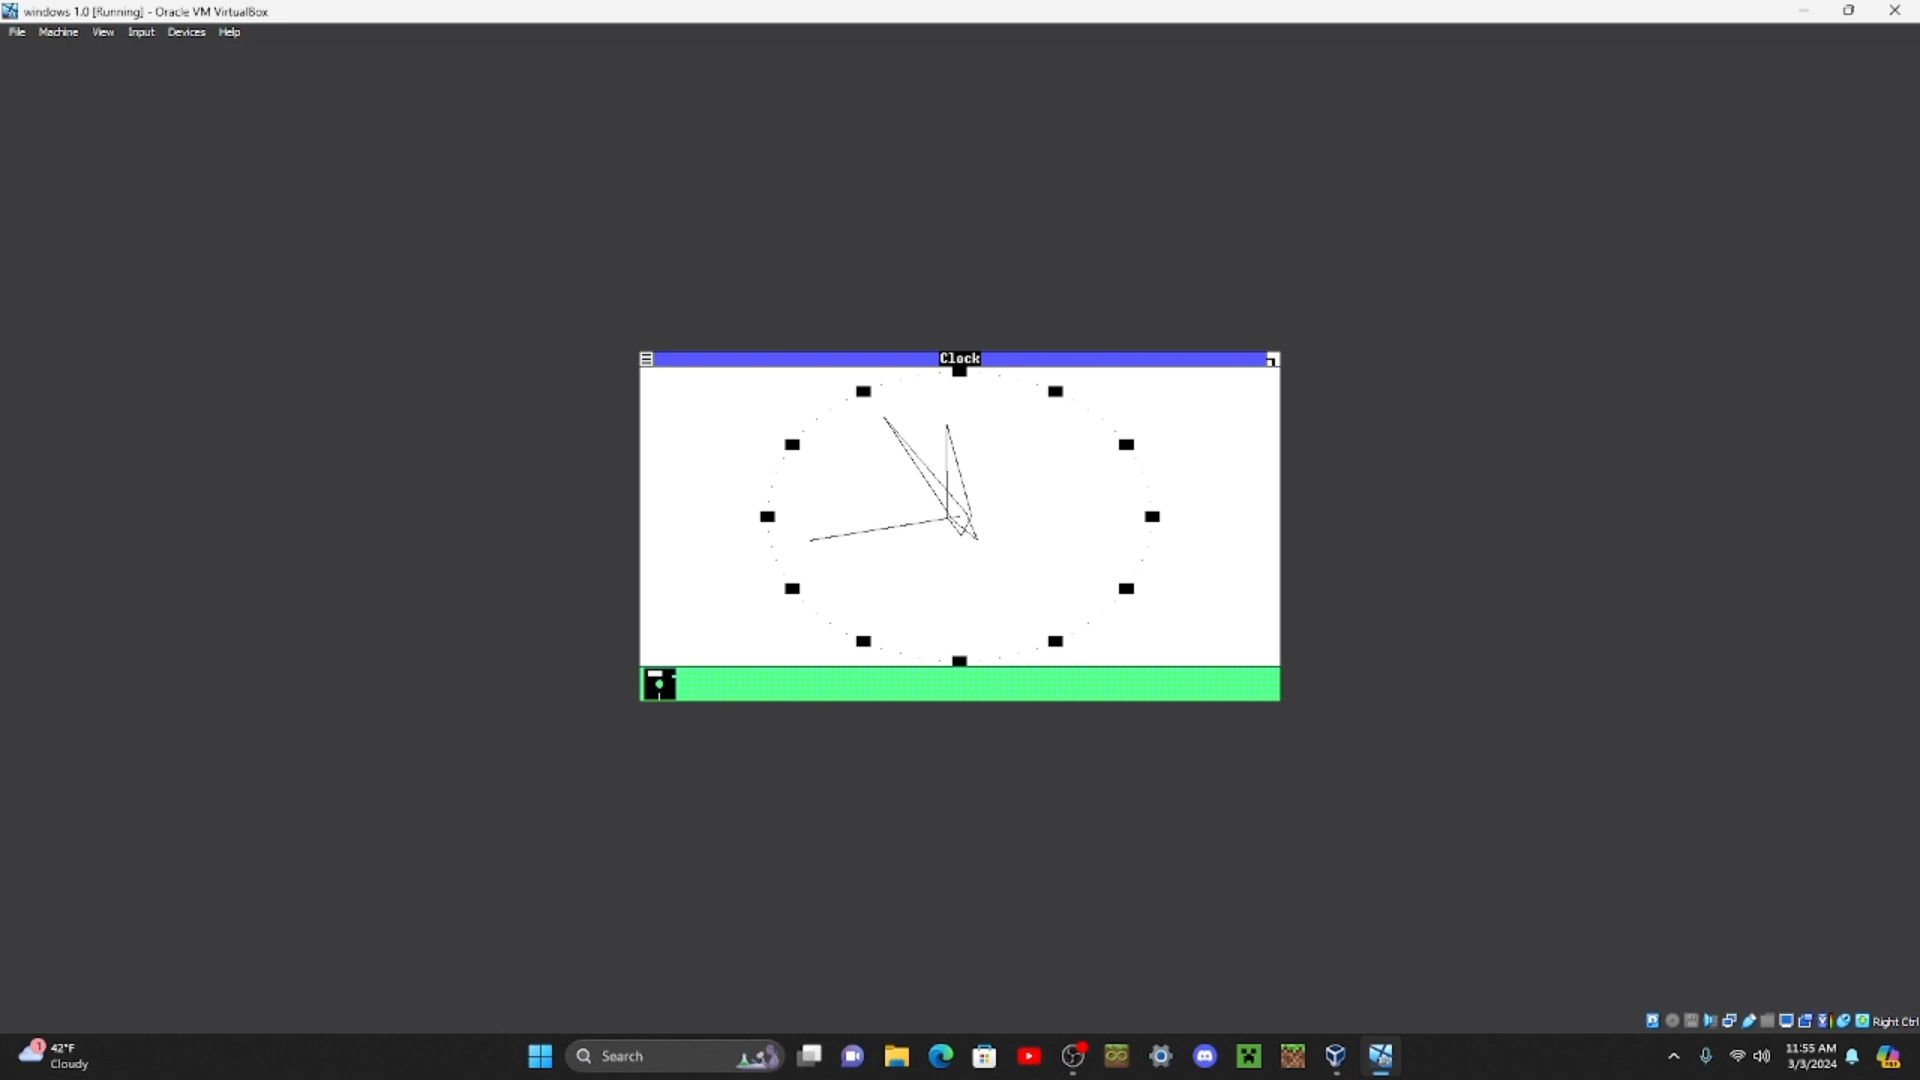 windows 1.0 [Running] - Oracle VM VirtualBox
File Machine View Input Devices Help
Clock
Right Ctrl
1
42°F
Cloudy
Search
11:55 AM
3/3/2024